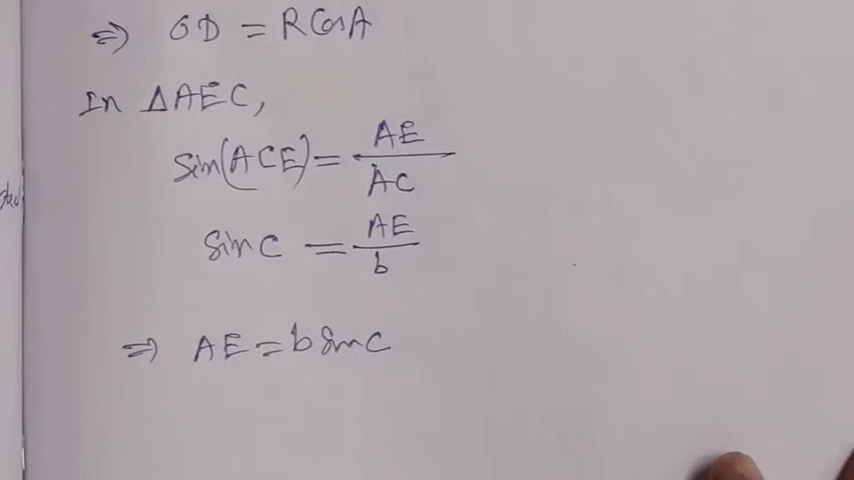 ⇒ OD = R Cos A
In ΔAEC,
Sin(ACE) = AE/AC
Sin C = AE/b
⇒ AE = b Sin C